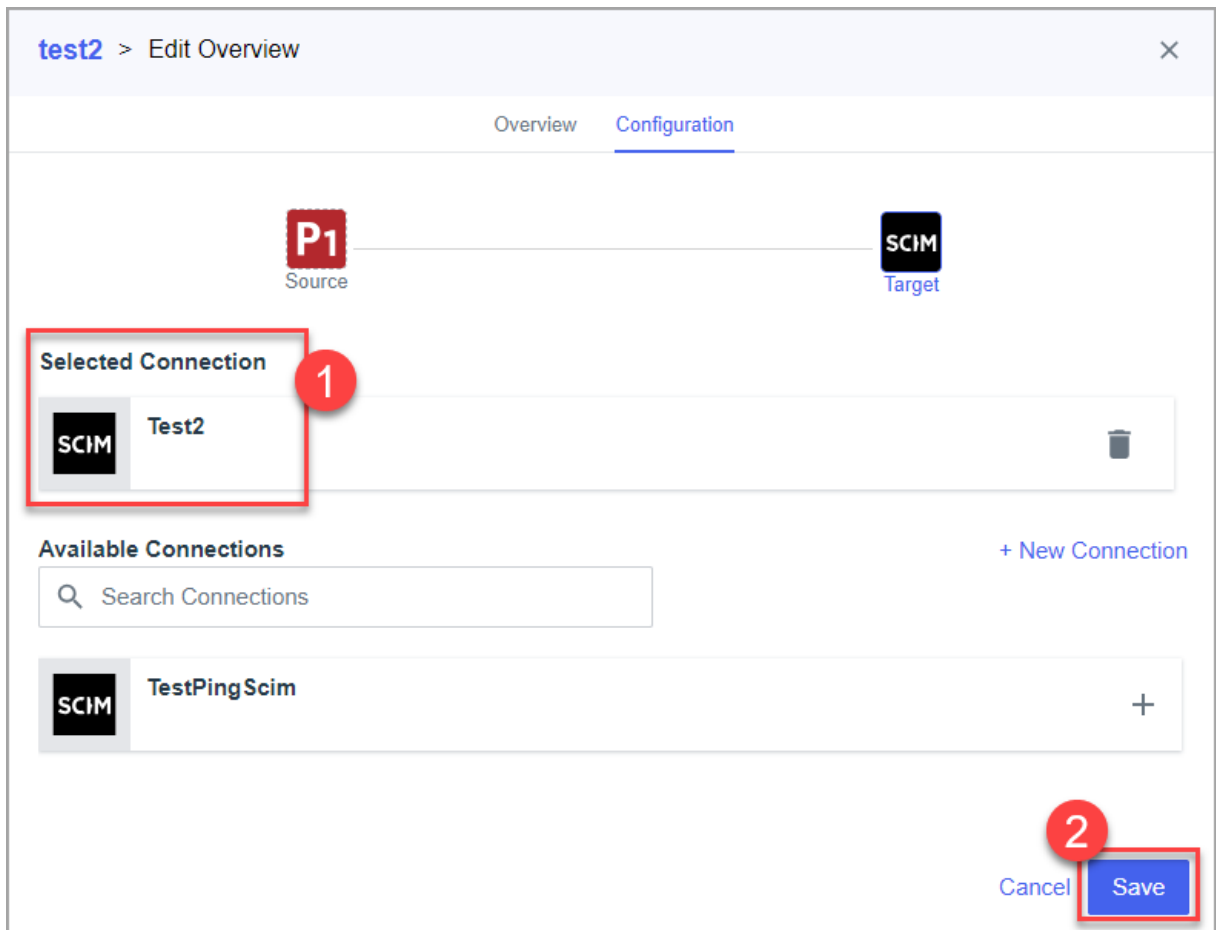 test2 > Edit Overview
Overview Configuration
P1
SCIM
Source
Target
Selected Connection
1
SCIM
Test2
Available Connections
+ New Connection
Search Connections
SCIM
TestPingScim
2
Cancel
Save